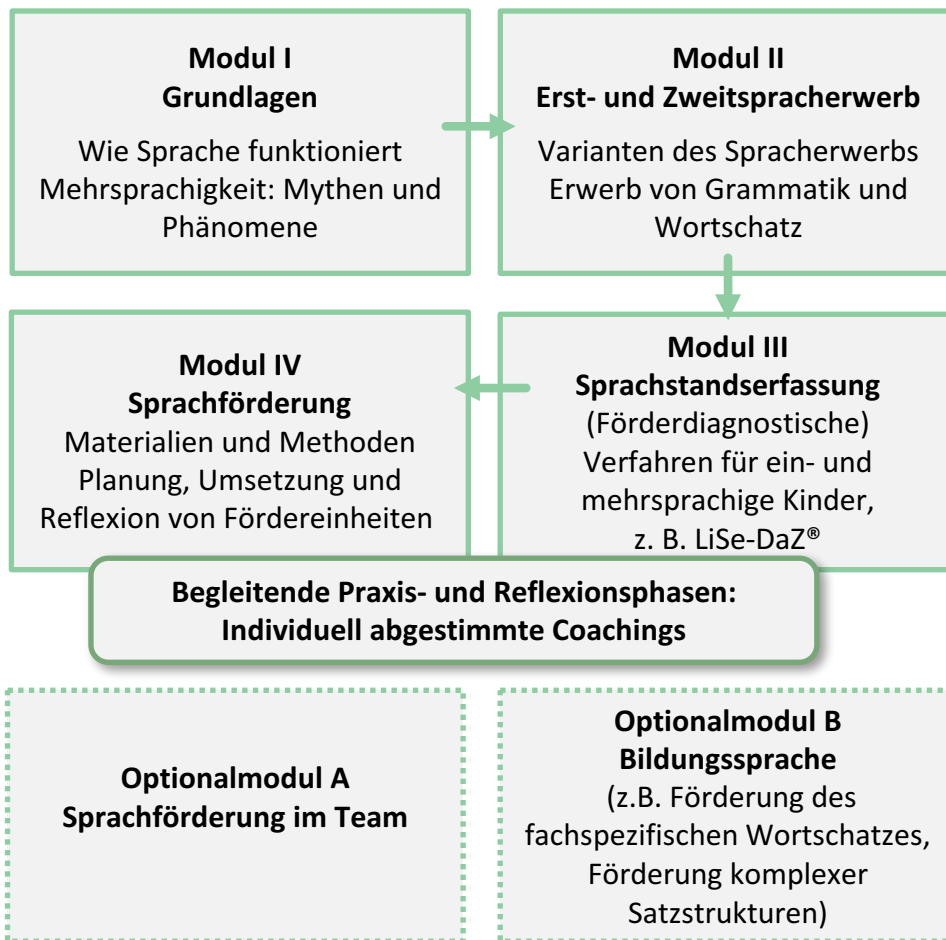 Modul I
Grundlagen
Wie Sprache funktioniert
Mehrsprachigkeit: Mythen und
Phänomene
Modul II
Erst- und Zweitspracherwerb
Varianten des Spracherwerbs
Erwerb von Grammatik und
Wortschatz
Modul III
Sprachstandserfassung
(Förderdiagnostische)
Verfahren für ein- und
mehrsprachige Kinder,
z. B. LiSe-DaZ®
Modul IV
Sprachförderung
Materialien und Methoden
Planung, Umsetzung und
Reflexion von Fördereinheiten
Begleitende Praxis- und Reflexionsphasen:
Individuell abgestimmte Coachings
Optionalmodul A
Sprachförderung im Team
Optionalmodul B
Bildungssprache
(z.B. Förderung des
fachspezifischen Wortschatzes,
Förderung komplexer
Satzstrukturen)